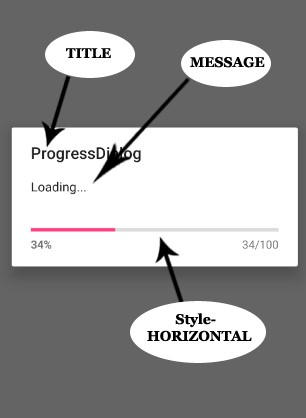 TITLE
MESSAGE
ProgressDialog
Loading...
34%
34/100
Style-
HORIZONTAL